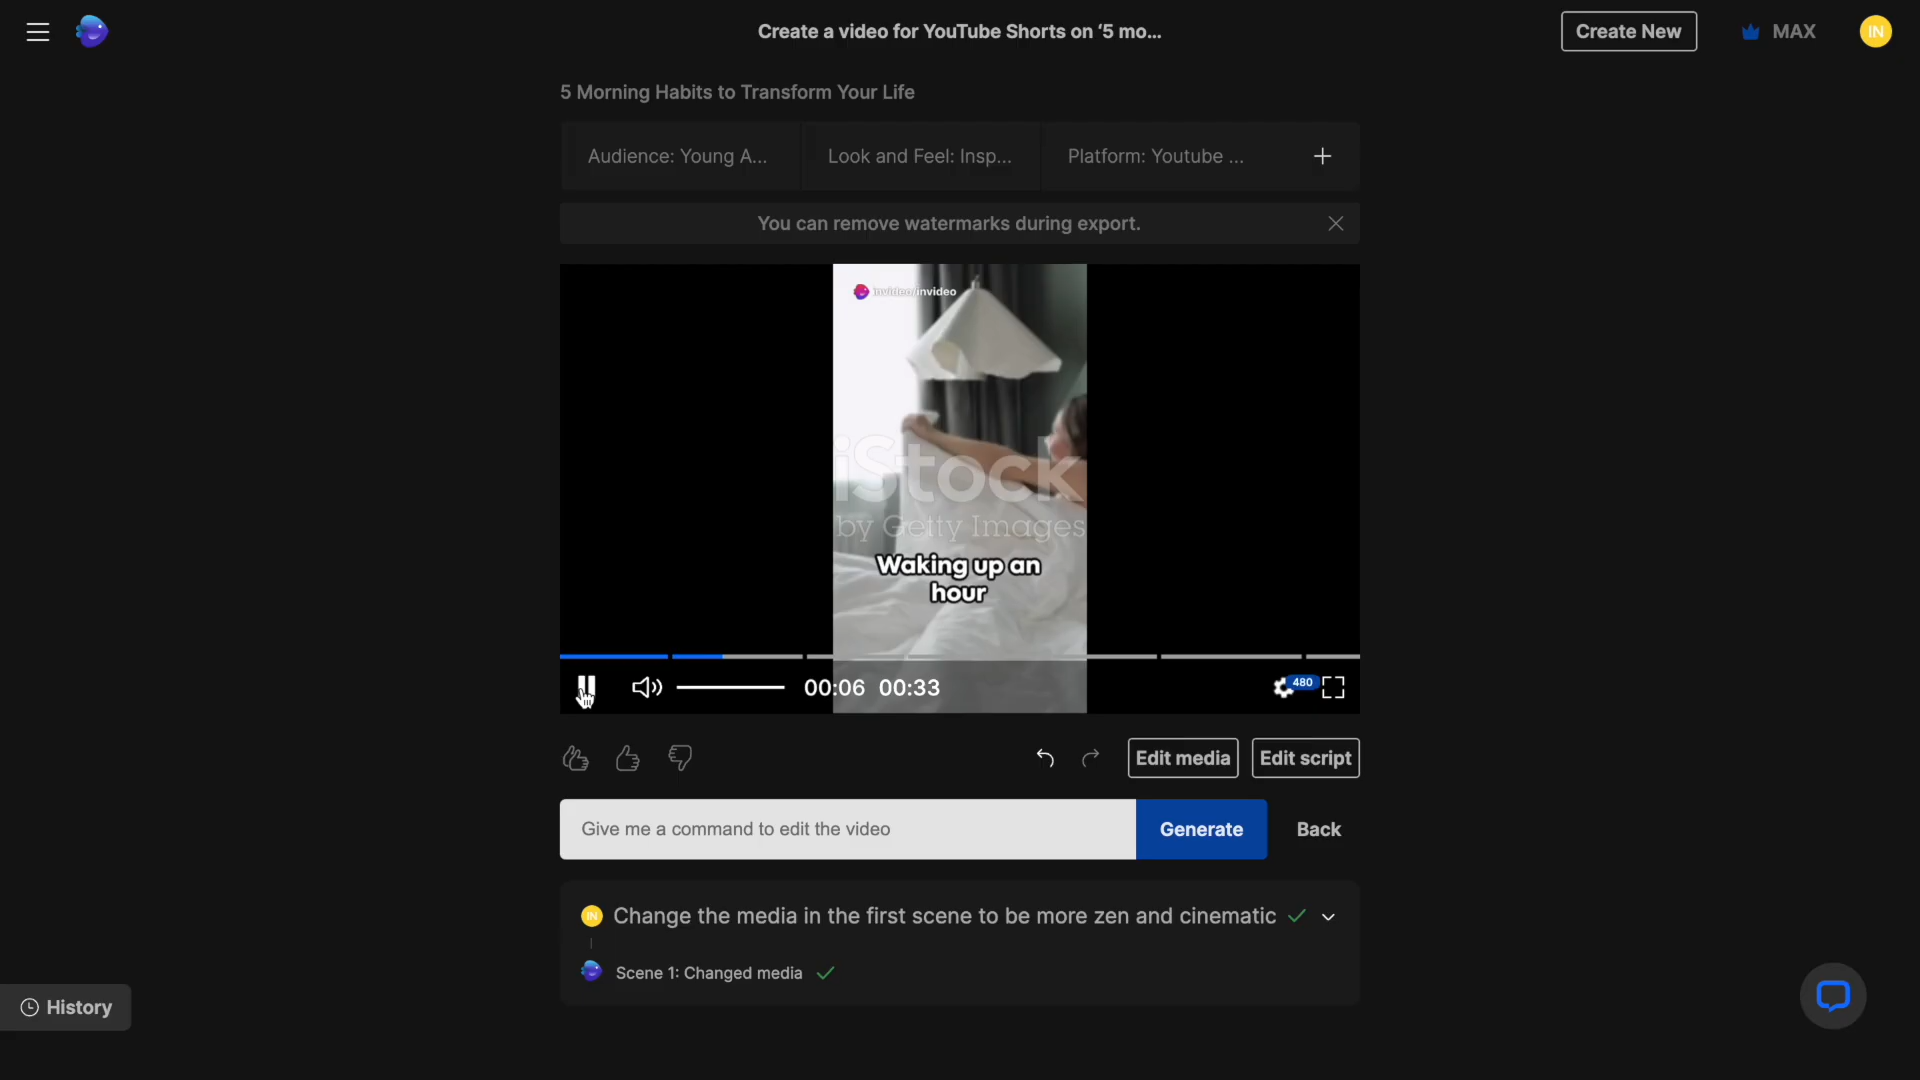 Create a video for YouTube Shorts on ‘5 mo...
Create New
MAX
IN
5 Morning Habits to Transform Your Life
Audience: Young A...
Look and Feel: Insp...
Platform: Youtube ...
You can remove watermarks during export.
invideo/invideo
iStock
by Getty Images
Waking up an
hour
00:06 00:33
480
Edit media
Edit script
Give me a command to edit the video
Generate
Back
IN Change the media in the first scene to be more zen and cinematic
Scene 1: Changed media
History